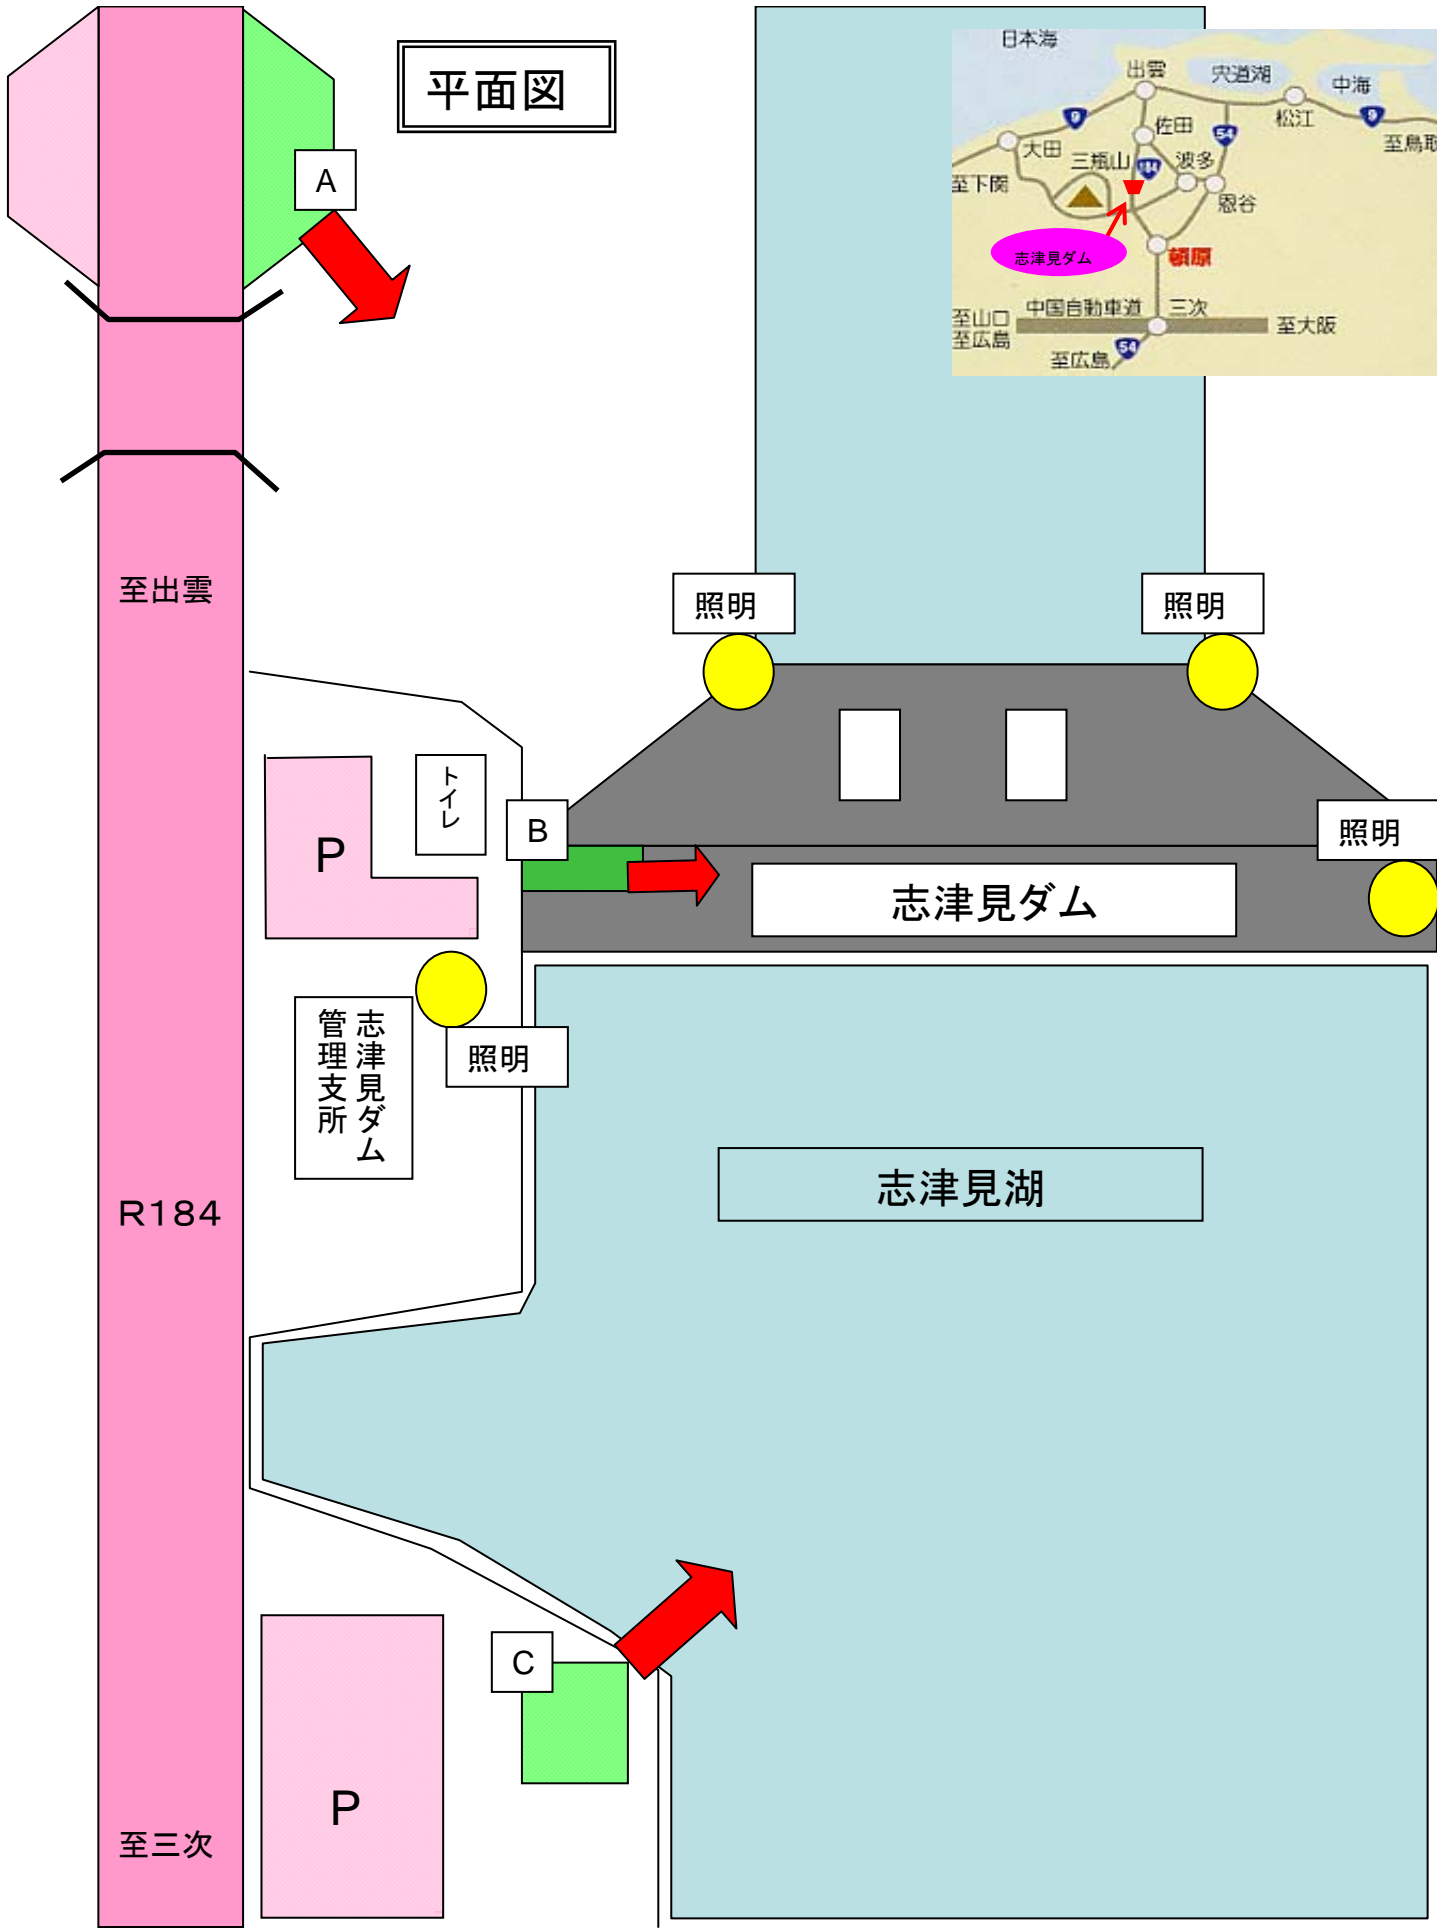 平面図
A
日本海
出雲
宍道湖
中海
9
佐田
54
松江
9
至鳥取
大田
三瓶山
184
波多
至下関
恩谷
志津見ダム
頓原
中国自動車道
三次
至山口
至広島
至大阪
54
至広島
至出雲
照明
照明
トイレ
B
照明
P
志津見ダム
志津見ダム
管理支所
照明
志津見湖
R184
C
P
至三次